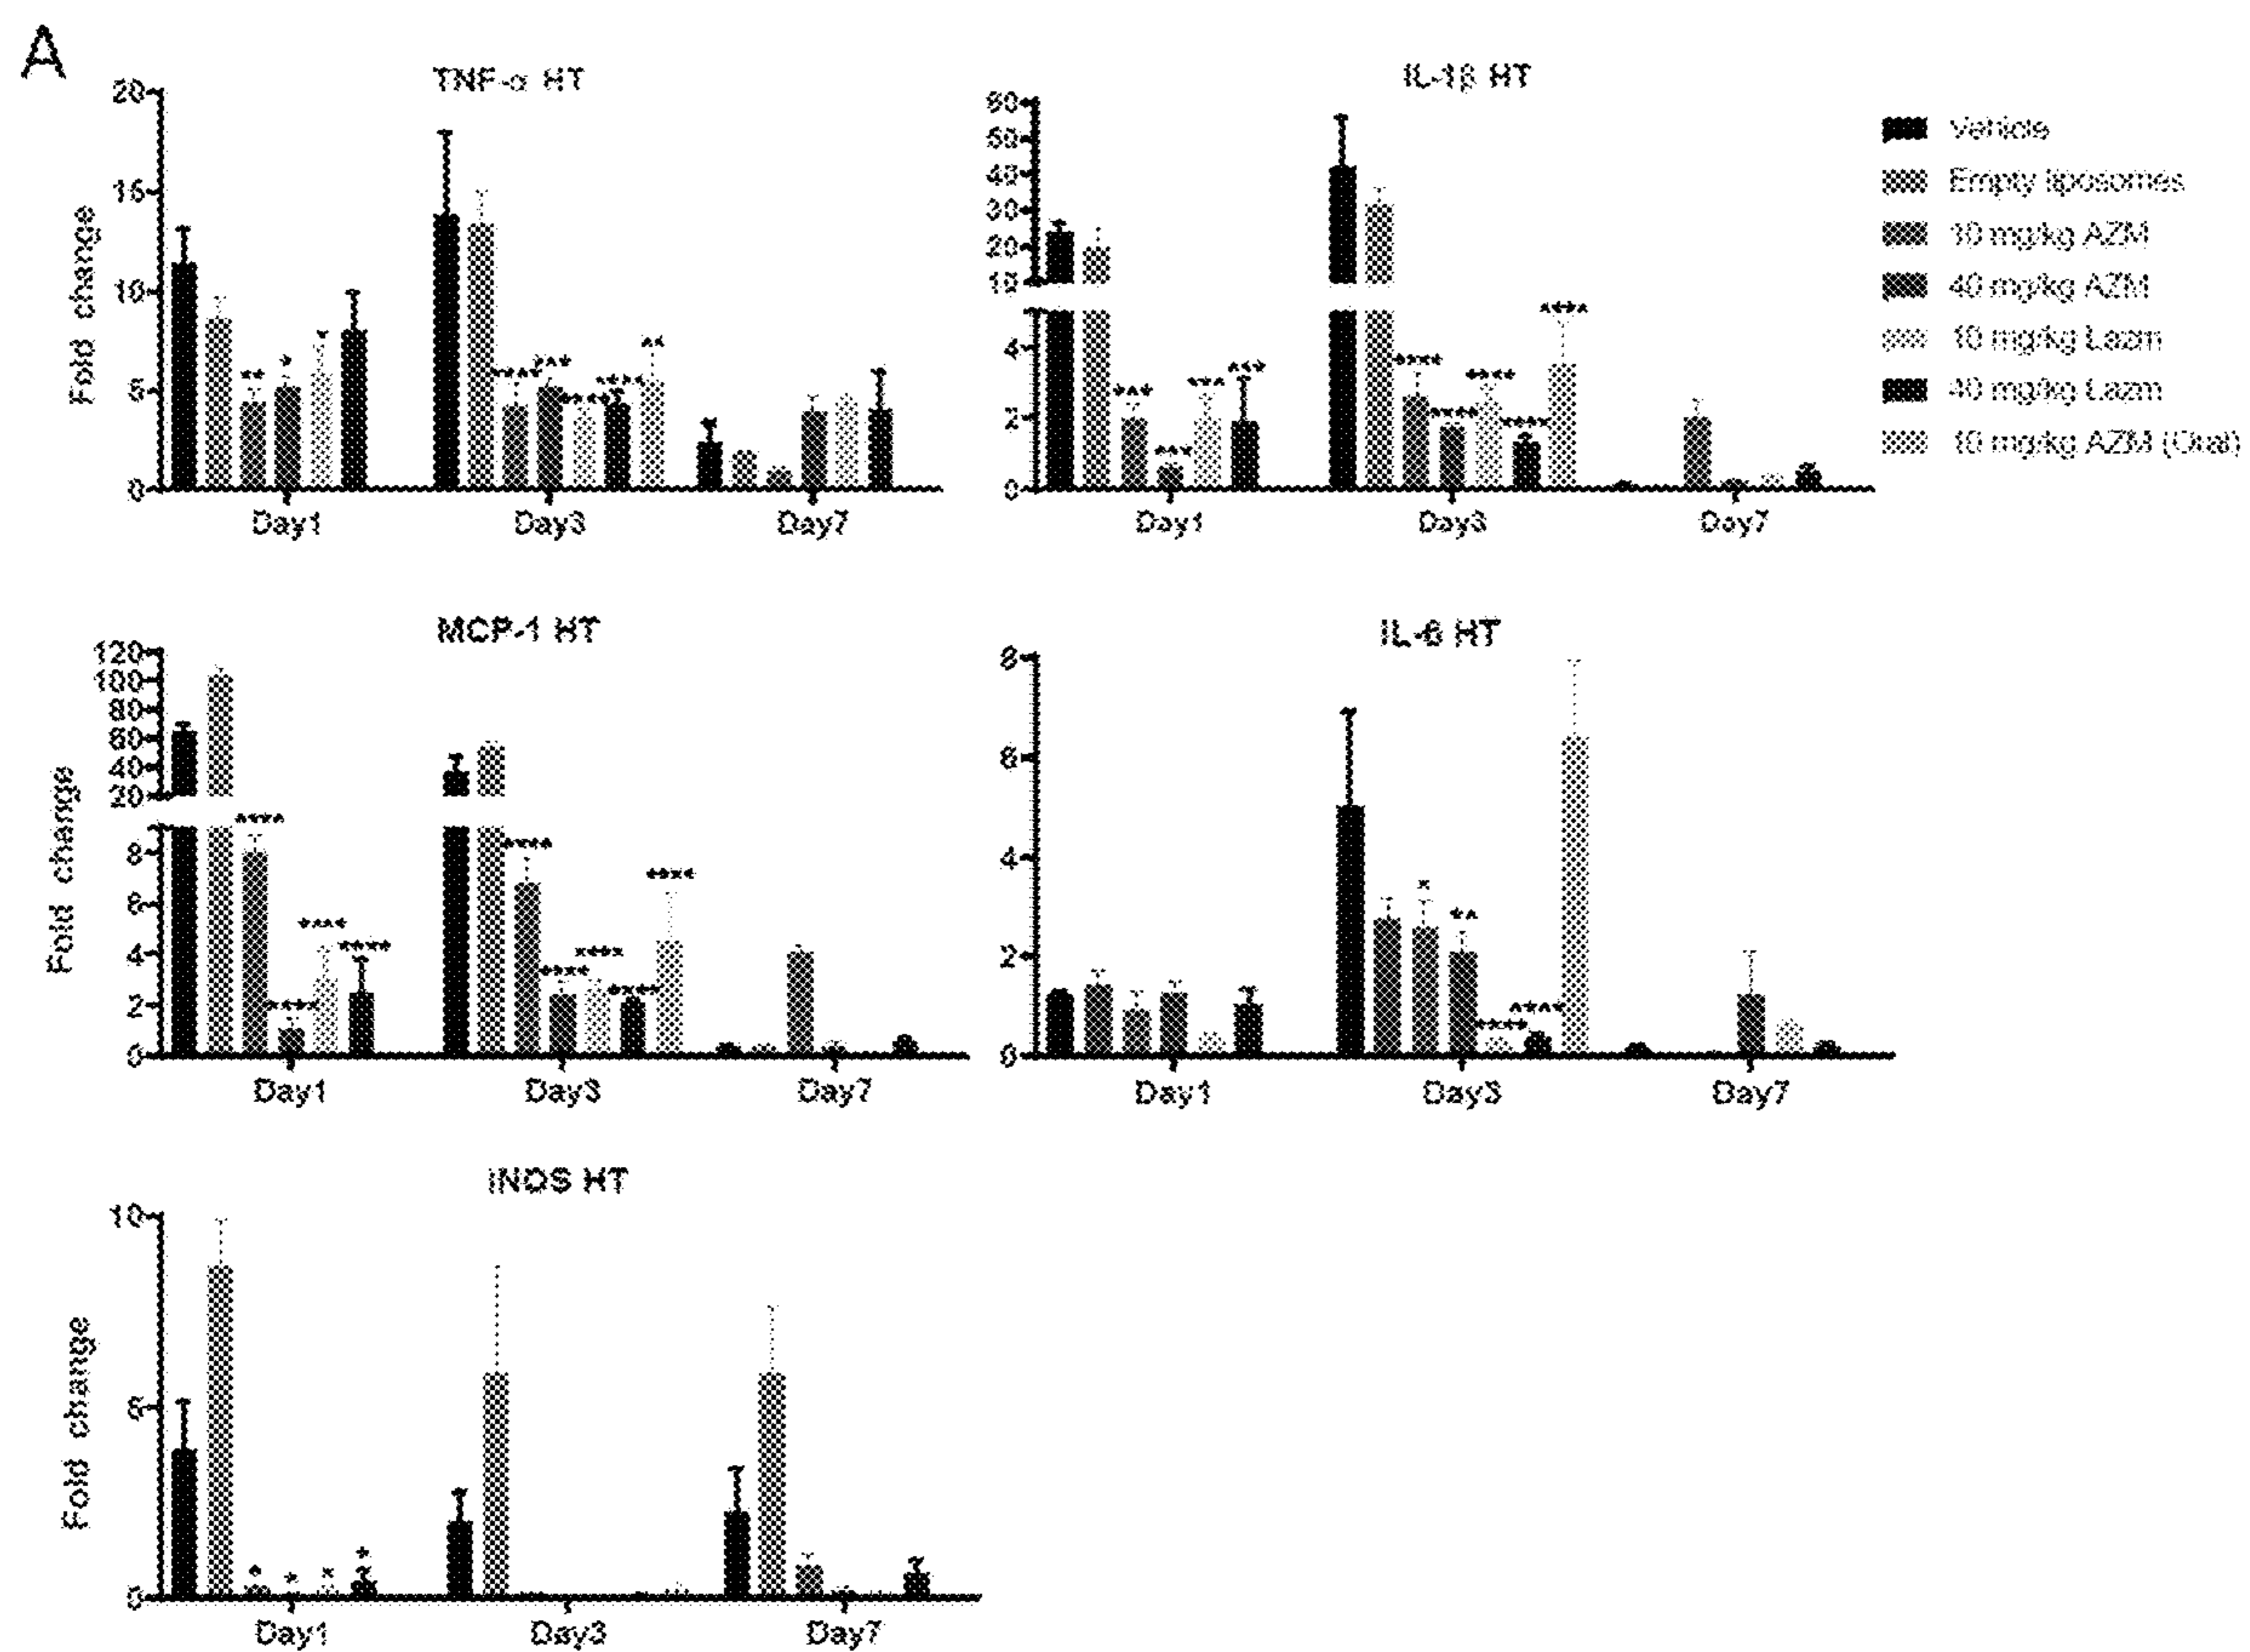 A
TNF-α HT
20
15
10
5
0
Fold change
Day1 Day3 Day7
IL-1β HT
60
50
40
30
20
10
4
2
0
Day1 Day3 Day7
Vehicle
Empty liposomes
10 mg/kg AZM
40 mg/kg AZM
10 mg/kg Lazm
40 mg/kg Lazm
10 mg/kg AZM (Oral)
MCP-1 HT
120
100
80
60
40
20
8
6
4
2
0
Fold change
Day1 Day3 Day7
IL-6 HT
8
6
4
2
0
Day1 Day3 Day7
iNOS HT
10
5
0
Fold change
Day1 Day3 Day7